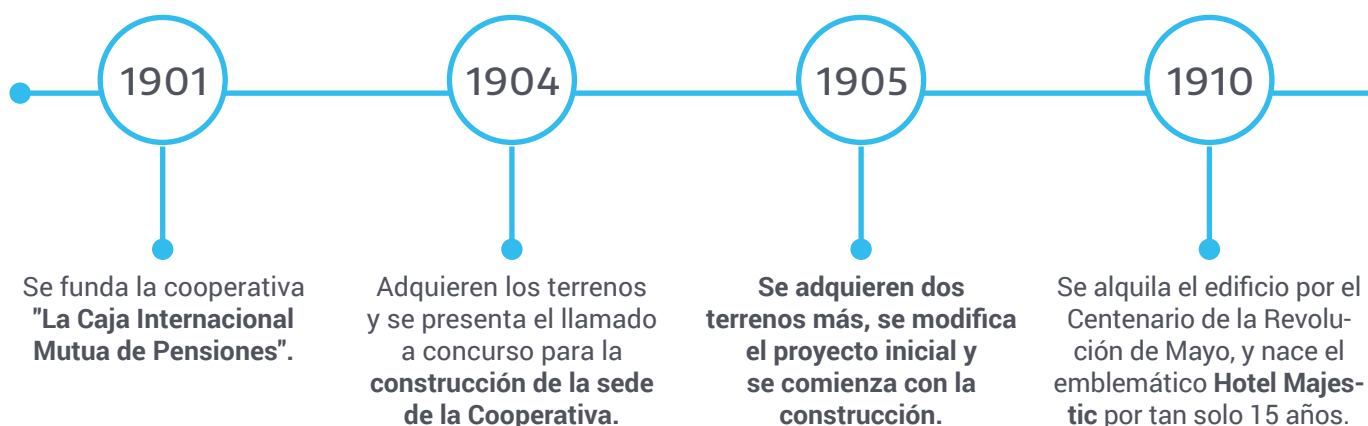 1901
Se funda la cooperativa
"La Caja Internacional
Mutua de Pensiones".
1904
Adquieren los terrenos
y se presenta el llamado
a concurso para la
construcción de la sede
de la Cooperativa.
1905
Se adquieren dos
terrenos más, se modifica
el proyecto inicial y
se comienza con la
construcción.
1910
Se alquila el edificio por el
Centenario de la Revolu-
ción de Mayo, y nace el
emblemático Hotel Majes-
tic por tan solo 15 años.